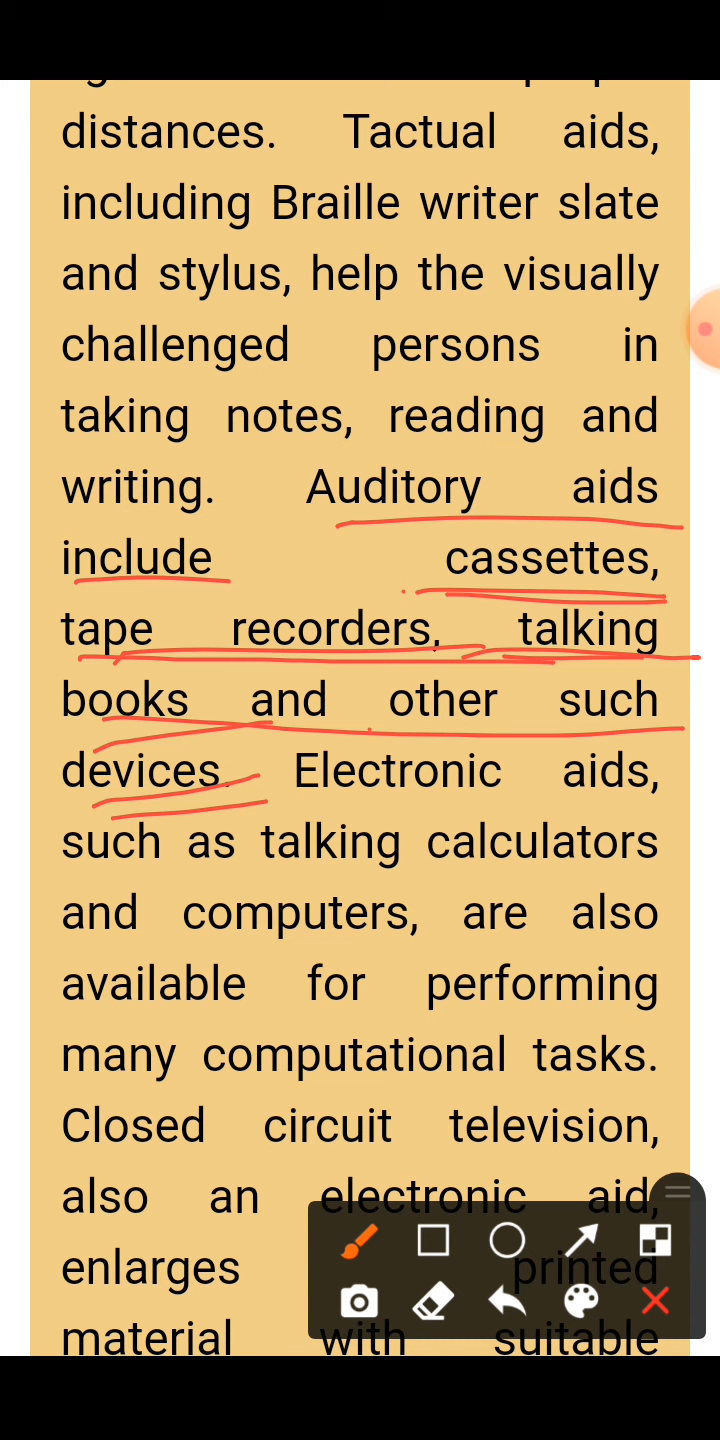 distances. Tactual aids,
including Braille writer slate
and stylus, help the visually
challenged persons in
taking notes, reading and
writing. Auditory aids
include cassettes,
tape recorders, talking
books and other such
devices. Electronic aids,
such as talking calculators
and computers, are also
available for performing
many computational tasks.
Closed circuit television,
also an electronic aid,
enlarges printed
material with suitable